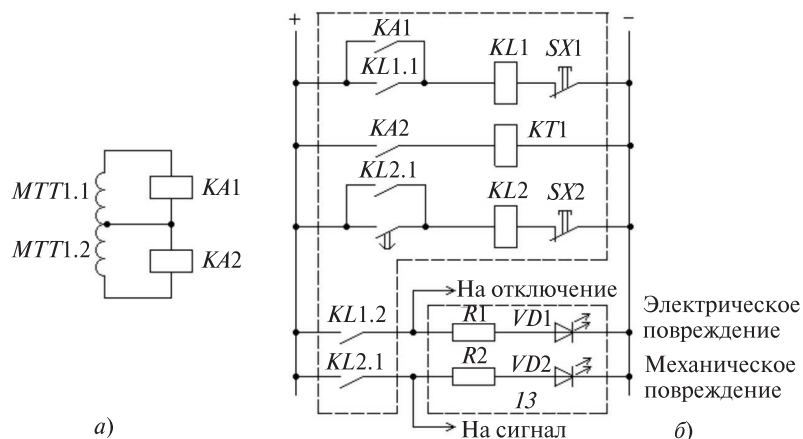 +
−
KA1
KL1
SX1
KL1.1
KA2
KT1
KL2.1
KL2
SX2
MTT1.1
KA1
MTT1.2
KA2
На отключение
KL1.2
R1
VD1
Электрическое
повреждение
KL2.1
R2
VD2
Механическое
повреждение
13
На сигнал
а)
б)